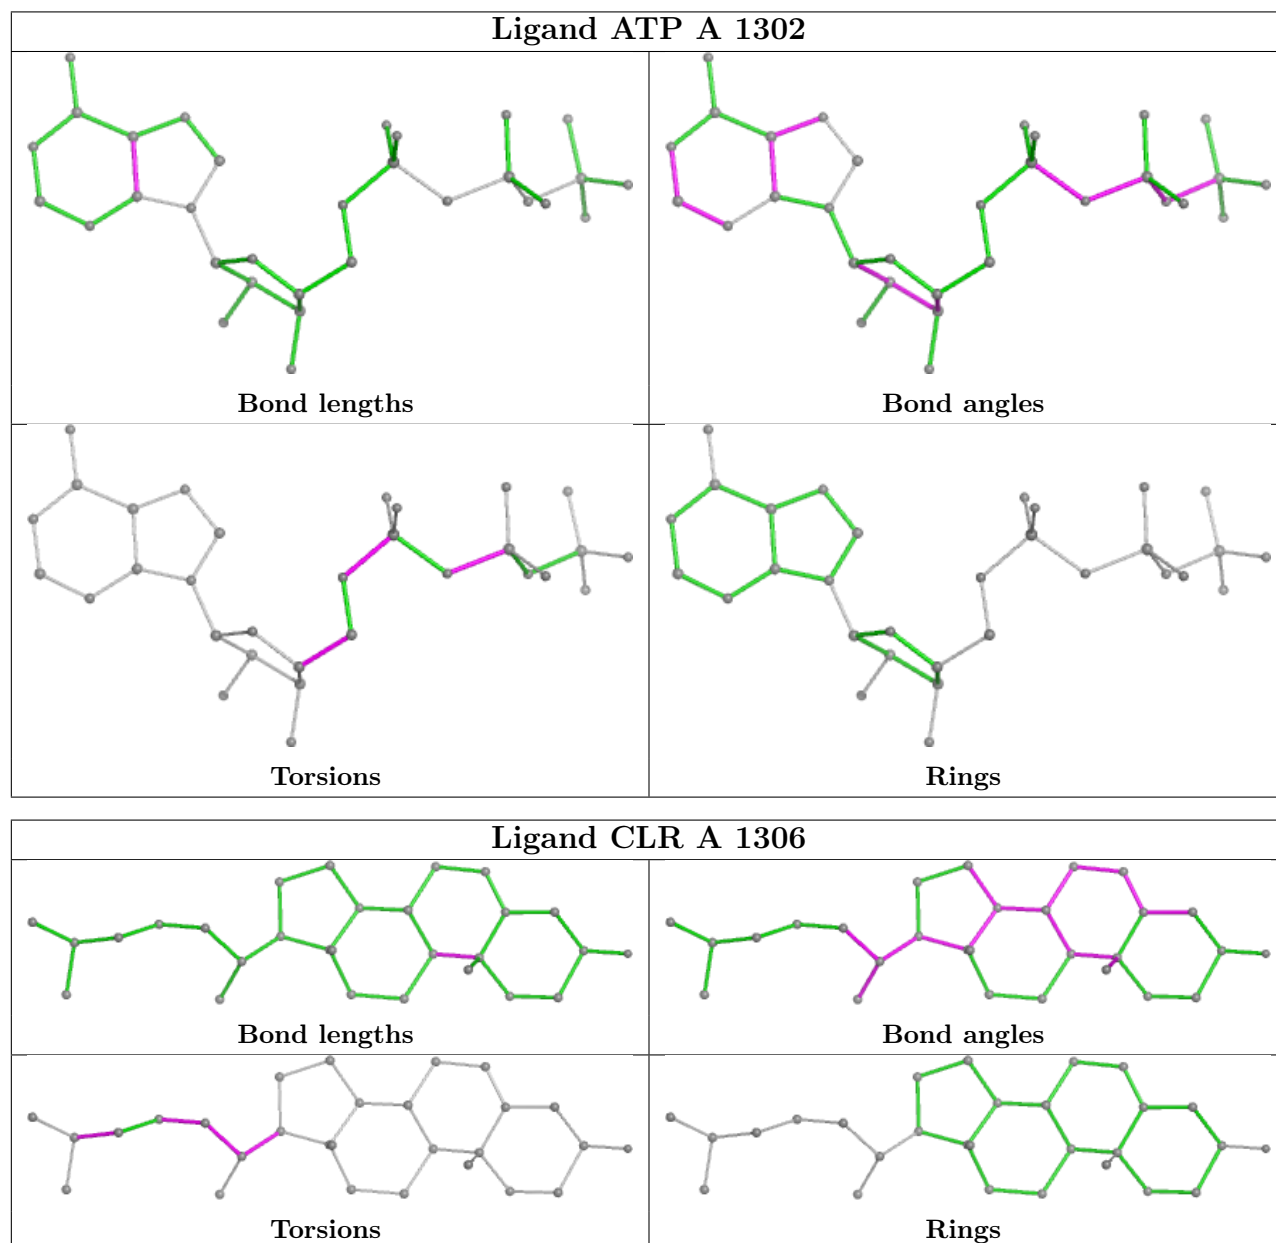 Ligand ATP A 1302
Bond lengths
Bond angles
Torsions
Rings
Ligand CLR A 1306
Bond lengths
Bond angles
Torsions
Rings